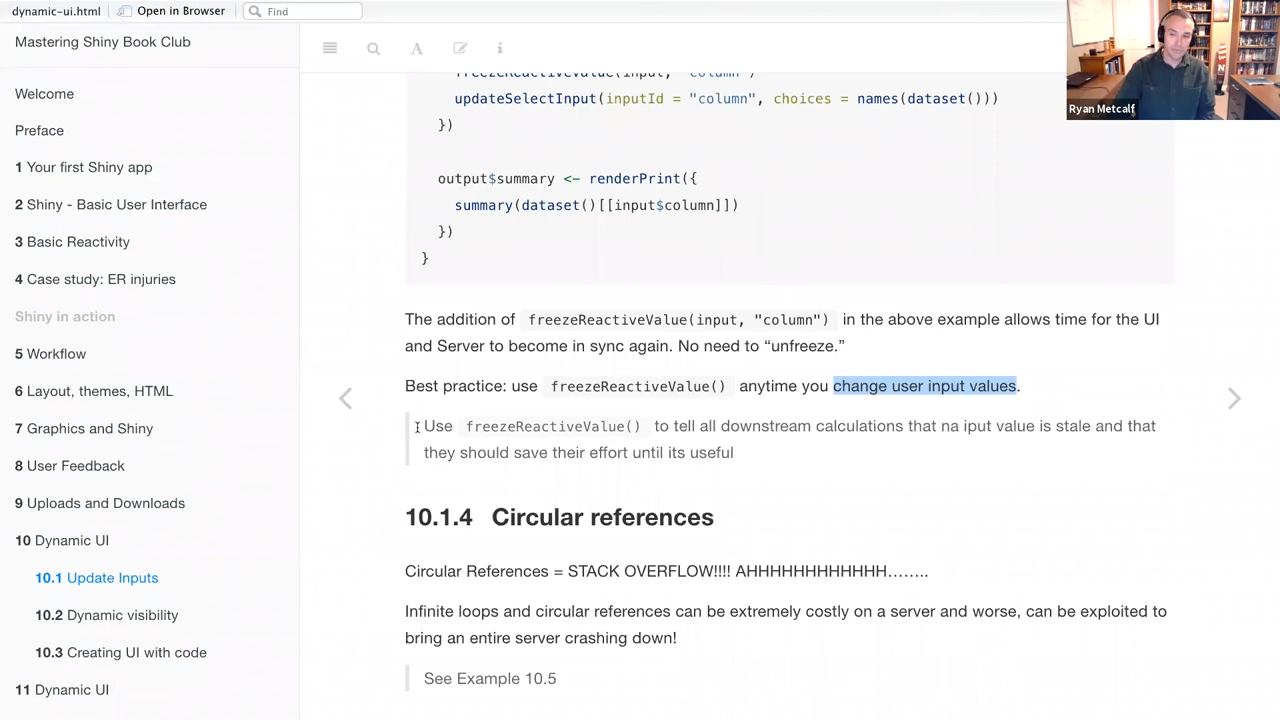 dynamic-ui.html
Open in Browser
Find
Mastering Shiny Book Club
Welcome
Preface
1 Your first Shiny app
2 Shiny - Basic User Interface
3 Basic Reactivity
4 Case study: ER injuries
Shiny in action
5 Workflow
6 Layout, themes, HTML
7 Graphics and Shiny
8 User Feedback
9 Uploads and Downloads
10 Dynamic UI
10.1 Update Inputs
10.2 Dynamic visibility
10.3 Creating UI with code
11 Dynamic UI
freezeReactiveValue(input, "column")
updateSelectInput(inputId = "column", choices = names(dataset()))
})
output$summary <- renderPrint({
summary(dataset()[[input$column]])
})
}
The addition of freezeReactiveValue(input, "column") in the above example allows time for the UI
and Server to become in sync again. No need to “unfreeze.”
Best practice: use freezeReactiveValue() anytime you change user input values.
Use freezeReactiveValue() to tell all downstream calculations that na iput value is stale and that
they should save their effort until its useful
10.1.4 Circular references
Circular References = STACK OVERFLOW!!!! AHHHHHHHHHHHH……..
Infinite loops and circular references can be extremely costly on a server and worse, can be exploited to
bring an entire server crashing down!
See Example 10.5
Ryan Metcalf